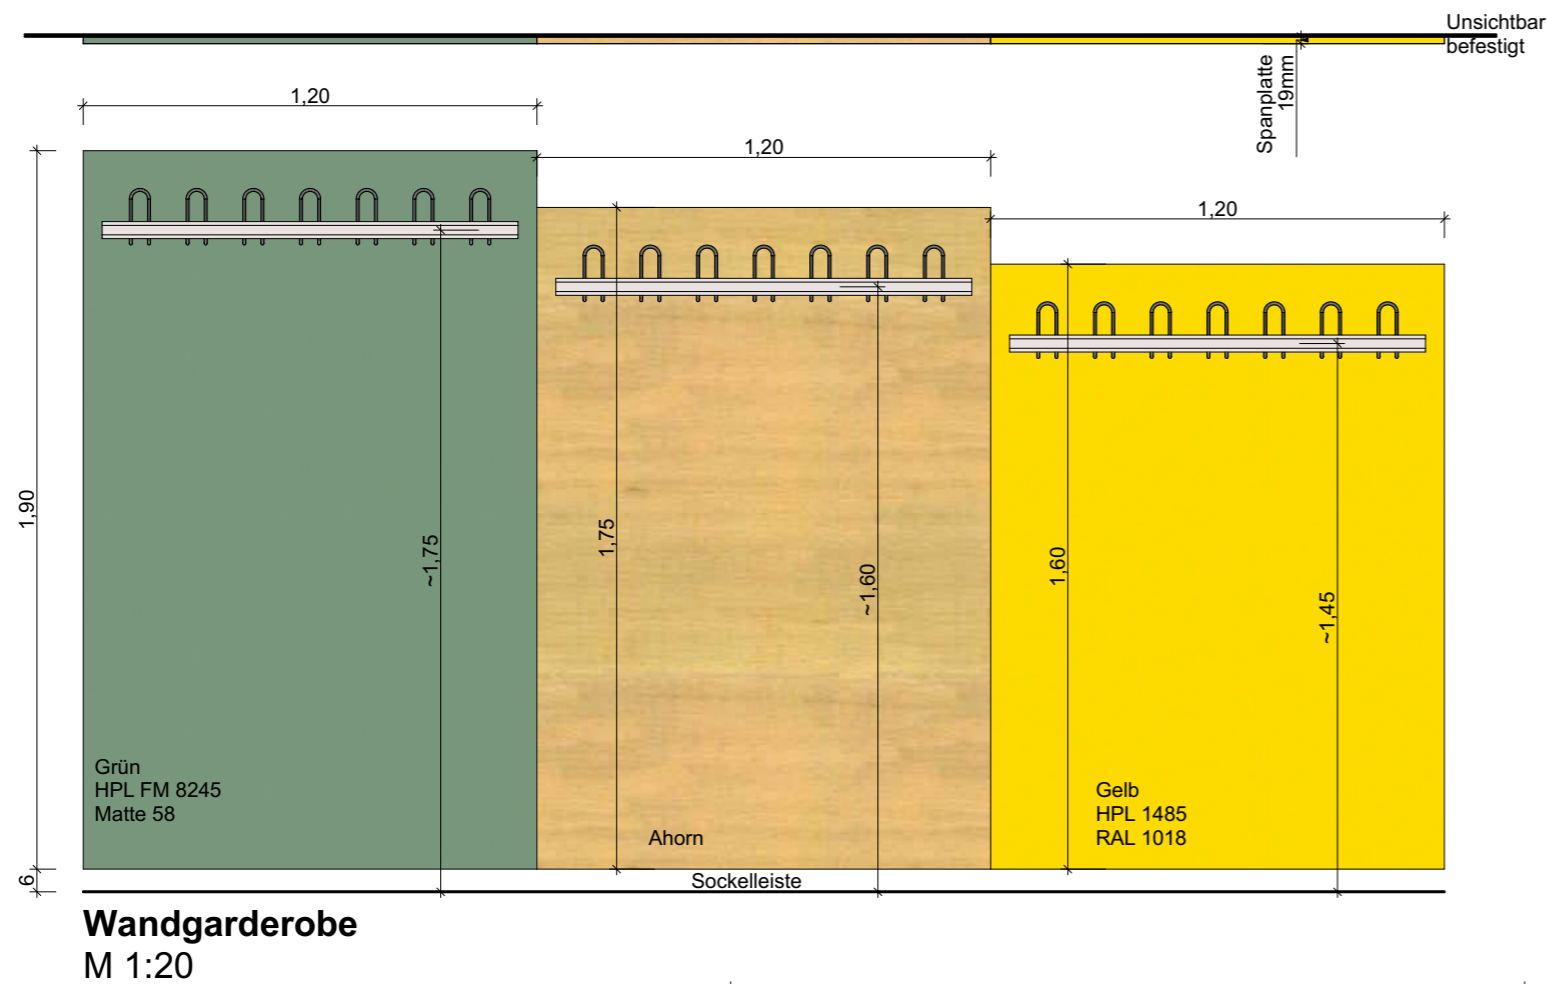 Unsichtbar
befestigt
Spanplatte
19mm
1,20
1,20
1,20
1,90
~1,75
1,75
~1,60
1,60
~1,45
Grün
HPL FM 8245
Matte 58
Ahorn
Gelb
HPL 1485
RAL 1018
6
Sockelleiste
Wandgarderobe
M 1:20